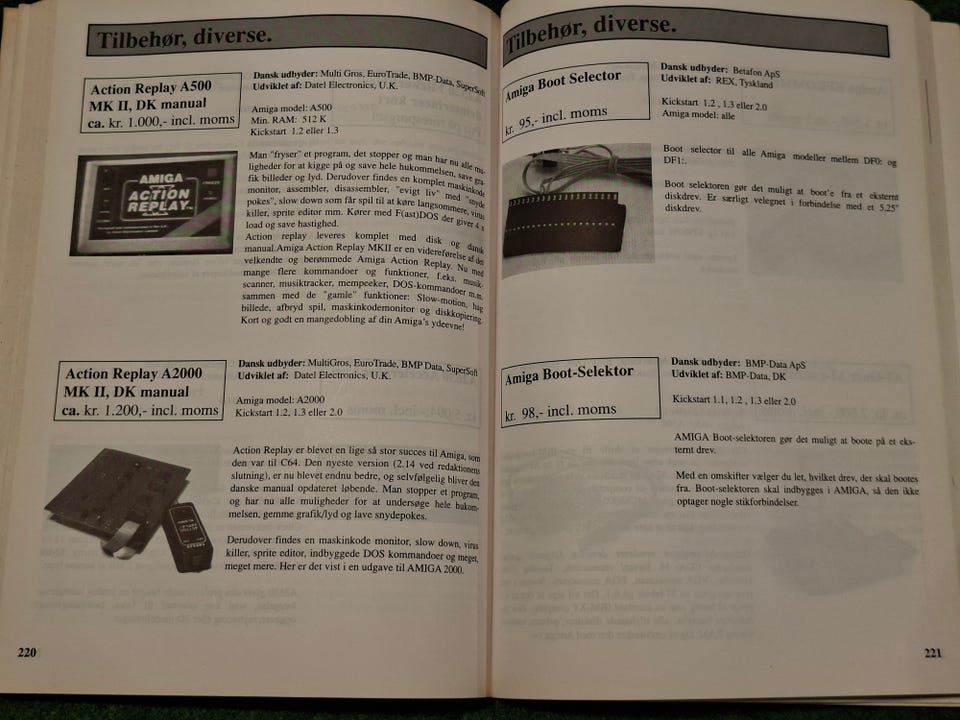 Tilbehør, diverse.
Action Replay A500
MK II, DK manual
ca. kr. 1.000,- incl. moms
Dansk udbyder: Multi Gros, EuroTrade, BMP-Data, SuperSoft
Udviklet af: Datel Electronics, U.K.
Amiga model: A500
Min. RAM: 512 K
Kickstart 1.2 eller 1.3
AMIGA
ACTION
REPLAY
Man "fryser" et program, det stopper og man har nu alle mu-
ligheder for at kigge på og save hele hukommelsen, save gra-
fik billeder og lyd. Derudover findes en komplet maskinkode
monitor, assembler, disassembler, "evigt liv" med "snyde
pokes", slow down som får spil til at køre langsommere, virus
killer, sprite editor mm. Kører med F(ast)DOS der giver 4 x
load og save hastighed.
Action replay leveres komplet med disk og dansk
manual.Amiga Action Replay MKII er en videreførelse af det
velkendte og berømmede Amiga Action Replay. Nu med
mange flere kommandoer og funktioner, f.eks. musik-
scanner, musiktracker, mempeeker, DOS-kommandoer m.m.
sammen med de "gamle" funktioner: Slow-motion, hug
billede, afbryd spil, maskinkodemonitor og diskkopiering.
Kort og godt en mangedobling af din Amiga's ydeevne!
Action Replay A2000
MK II, DK manual
ca. kr. 1.200,- incl. moms
Dansk udbyder: MultiGros, EuroTrade, BMP Data, SuperSoft
Udviklet af: Datel Electronics, U.K.
Amiga model: A2000
Kickstart 1.2, 1.3 eller 2.0
Action Replay er blevet en lige så stor succes til Amiga, som
den var til C64. Den nyeste version (2.14 ved redaktionens
slutning), er nu blevet endnu bedre, og selvfølgelig bliver den
danske manual opdateret løbende. Man stopper et program,
og har nu alle muligheder for at undersøge hele hukom-
melsen, gemme grafik/lyd og lave snydepokes.
Derudover findes en maskinkode monitor, slow down, virus
killer, sprite editor, indbyggede DOS kommandoer og meget,
meget mere. Her er det vist i en udgave til AMIGA 2000.
220
Tilbehør, diverse.
Amiga Boot Selector
kr. 95,- incl. moms
Dansk udbyder: Betafon ApS
Udviklet af: REX, Tyskland
Kickstart 1.2 , 1.3 eller 2.0
Amiga model: alle
Boot selector til alle Amiga modeller mellem DF0: og
DF1:.
Boot selektoren gør det muligt at boot'e fra et eksternt
diskdrev. Er særligt velegnet i forbindelse med et 5,25"
diskdrev.
Amiga Boot-Selektor
kr. 98,- incl. moms
Dansk udbyder: BMP-Data ApS
Udviklet af: BMP-Data, DK
Kickstart 1.1, 1.2 , 1.3 eller 2.0
AMIGA Boot-selektoren gør det muligt at boote på et eks-
ternt drev.
Med en omskifter vælger du let, hvilket drev, der skal bootes
fra. Boot-selektoren skal indbygges i AMIGA, så den ikke
optager nogle stikforbindelser.
221